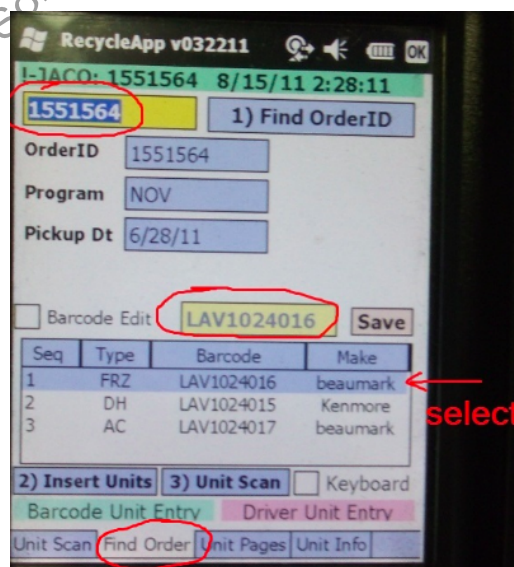 RecycleApp v032211 OK
I-JACO: 1551564 8/15/11 2:28:11
1551564 1) Find OrderID
OrderID 1551564
Program NOV
Pickup Dt 6/28/11
Barcode Edit LAV1024016 Save
Seq Type Barcode Make
1 FRZ LAV1024016 beaumark
select
2 DH LAV1024015 Kenmore
3 AC LAV1024017 beaumark
2) Insert Units 3) Unit Scan Keyboard
Barcode Unit Entry Driver Unit Entry
Unit Scan Find Order Unit Pages Unit Info